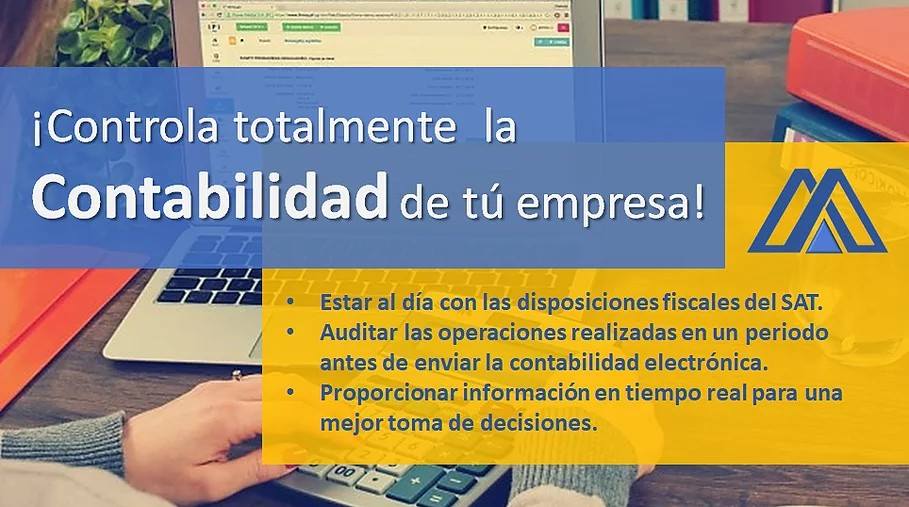 ¡Controla totalmente la
Contabilidad de tú empresa!
• Estar al día con las disposiciones fiscales del SAT.
• Auditar las operaciones realizadas en un periodo
antes de enviar la contabilidad electrónica.
• Proporcionar información en tiempo real para una
mejor toma de decisiones.
00